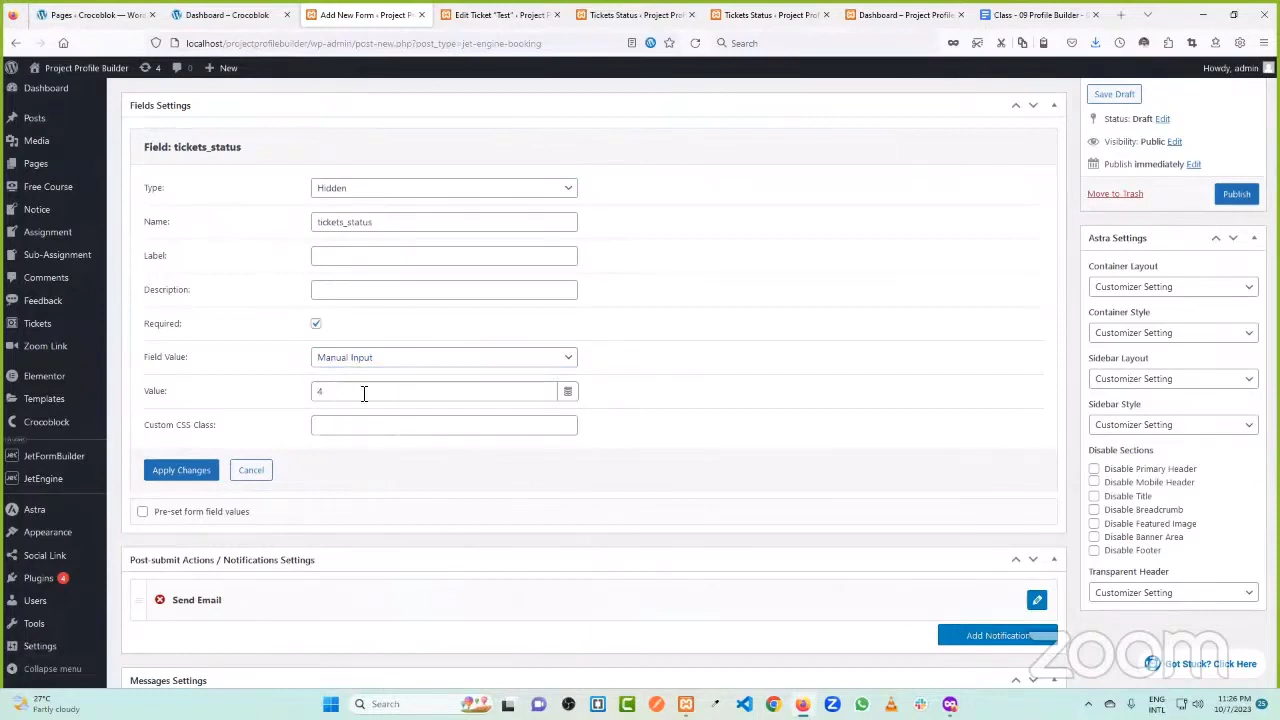 Pages ‹ Crocoblok — Word
Dashboard ‹ Crocoblok
Add New Form ‹ Project P
Edit Ticket "Test" ‹ Project P
Tickets Status ‹ Project Prof
Tickets Status ‹ Project Prof
Dashboard ‹ Project Profile
Class - 09 Profile Builder -
localhost/projectprofilebuilder/wp-admin/post-new.php?post_type=jet-engine-booking
Search
Project Profile Builder
4
0
New
Howdy, admin
Dashboard
Posts
Media
Pages
Free Course
Notice
Assignment
Sub-Assignment
Comments
Feedback
Tickets
Zoom Link
Elementor
Templates
Crocoblock
JetFormBuilder
JetEngine
Astra
Appearance
Social Link
Plugins 4
Users
Tools
Settings
Collapse menu
Fields Settings
Field: tickets_status
Type:
Hidden
Name:
tickets_status
Label:
Description:
Required:
Field Value:
Manual Input
Value:
4
Custom CSS Class:
Apply Changes
Cancel
Pre-set form field values
Post-submit Actions / Notifications Settings
Send Email
Add Notification
Messages Settings
Save Draft
Status: Draft Edit
Visibility: Public Edit
Publish immediately Edit
Move to Trash
Publish
Astra Settings
Container Layout
Customizer Setting
Container Style
Customizer Setting
Sidebar Layout
Customizer Setting
Sidebar Style
Customizer Setting
Disable Sections
Disable Primary Header
Disable Mobile Header
Disable Title
Disable Breadcrumb
Disable Featured Image
Disable Banner Area
Disable Footer
Transparent Header
Customizer Setting
zoom
Got Stuck? Click Here
27°C
Partly cloudy
Search
ENG
INTL
11:26 PM
10/7/2023